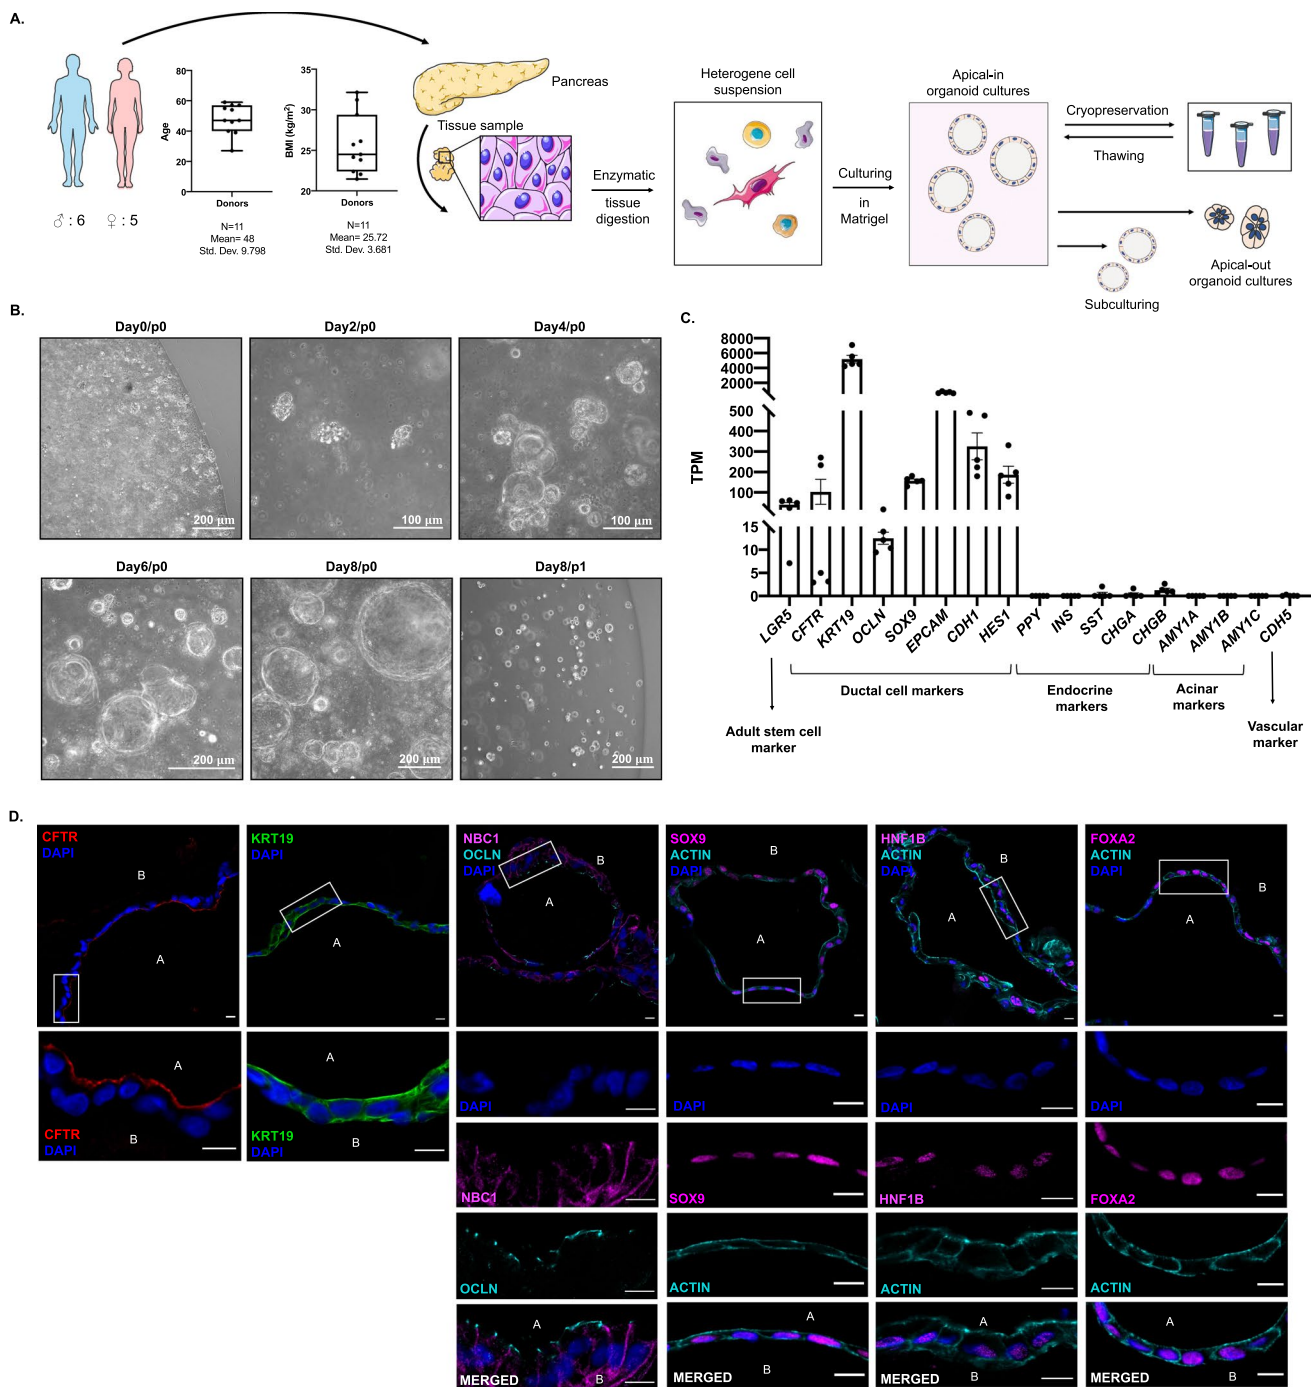 A.
♂: 6
♀: 5
Age
80
60
40
20
0
Donors
N=11
Mean= 48
Std. Dev. 9.798
BMI (kg/m²)
35
30
25
20
Donors
N=11
Mean= 25.72
Std. Dev. 3.681
Pancreas
Tissue sample
Enzymatic
tissue
digestion
Heterogene cell
suspension
Culturing
in
Matrigel
Apical-in
organoid cultures
Cryopreservation
Thawing
Subculturing
Apical-out
organoid cultures
B.
Day0/p0
200 µm
Day2/p0
100 µm
Day4/p0
100 µm
Day6/p0
200 µm
Day8/p0
200 µm
Day8/p1
200 µm
C.
TPM
8000
6000
4000
2000
500
400
300
200
100
15
10
5
0
LGR5
CFTR
KRT19
OCLN
SOX9
EPCAM
CDH1
HES1
PPY
INS
SST
CHGA
CHGB
AMY1A
AMY1B
AMY1C
CDH5
Adult stem cell
marker
Ductal cell markers
Endocrine
markers
Acinar
markers
Vascular
marker
D.
CFTR
DAPI
B
A
KRT19
DAPI
A
NBC1
OCLN
DAPI
B
A
SOX9
ACTIN
DAPI
B
A
HNF1B
ACTIN
DAPI
B
A
FOXA2
ACTIN
DAPI
B
A
A
CFTR
DAPI
B
A
KRT19
DAPI
B
DAPI
DAPI
DAPI
DAPI
NBC1
SOX9
HNF1B
FOXA2
OCLN
ACTIN
ACTIN
ACTIN
A
MERGED
B
A
MERGED
B
A
MERGED
B
A
MERGED
B